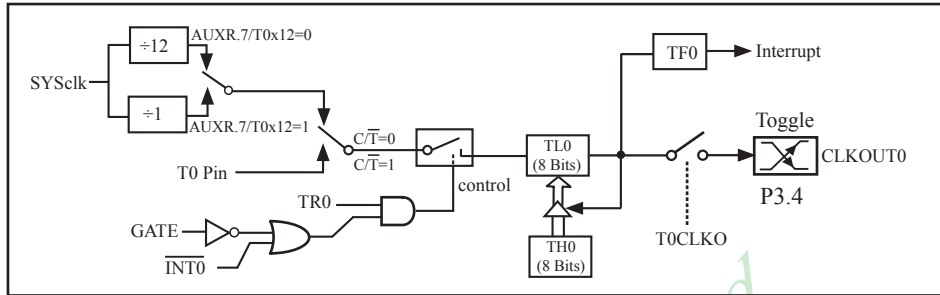 ÷12
AUXR.7/T0x12=0
SYSclk
÷1
AUXR.7/T0x12=1
T0 Pin
C/T̅=0
C/T̅=1
control
TR0
GATE
I̅N̅T̅0̅
TL0
(8 Bits)
TH0
(8 Bits)
TF0
Interrupt
Toggle
CLKOUT0
P3.4
T0CLKO
d